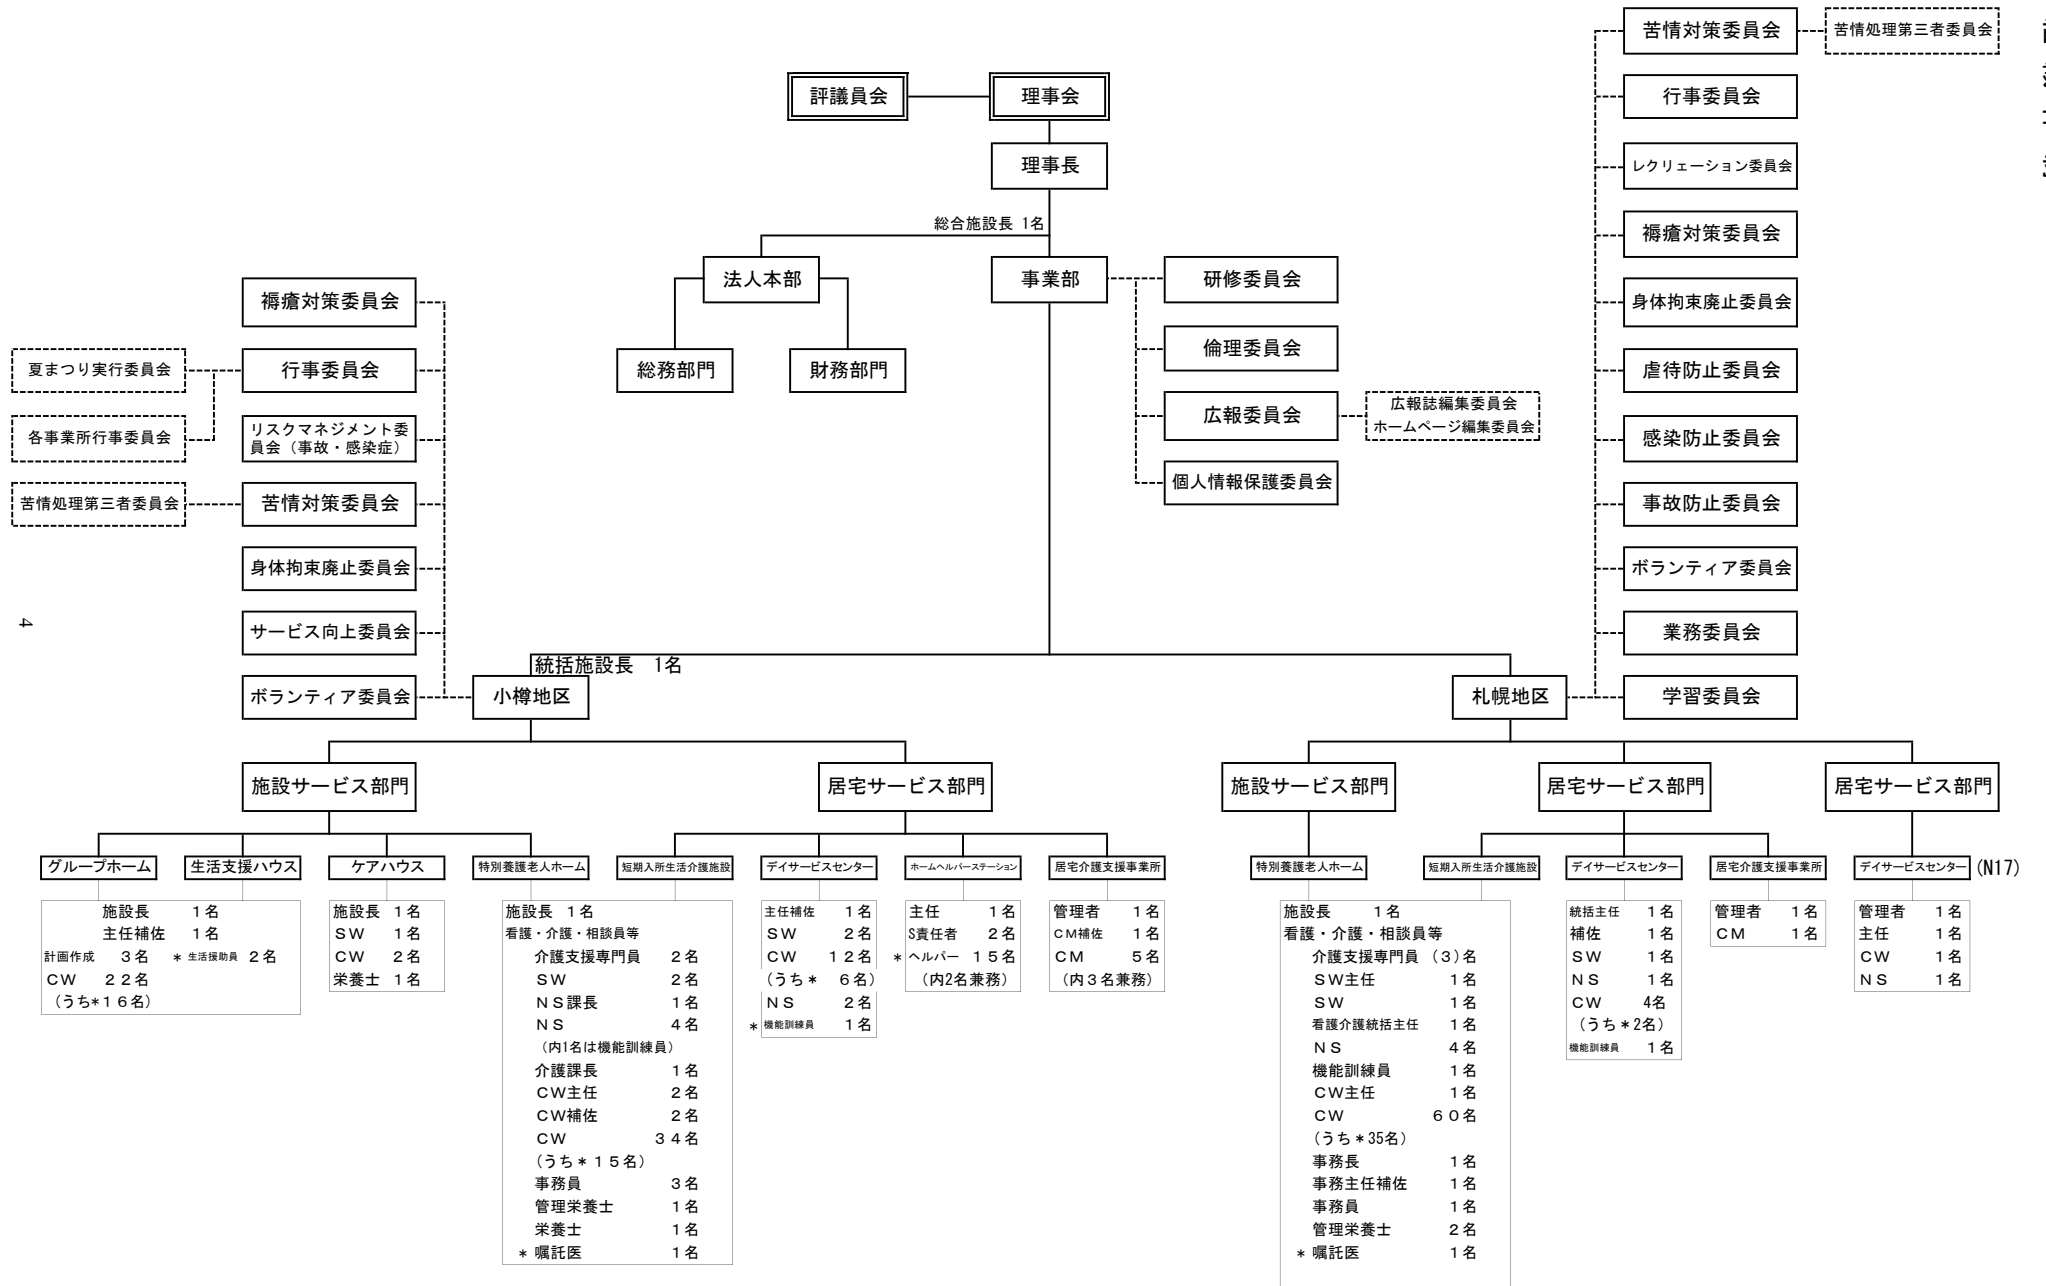 苦情対策委員会
苦情処理第三者委員会
評議員会
理事会
行事委員会
理事長
レクリェーション委員会
総合施設長 1名
褥瘡対策委員会
法人本部
事業部
研修委員会
褥瘡対策委員会
身体拘束廃止委員会
夏まつり実行委員会
行事委員会
総務部門
財務部門
倫理委員会
虐待防止委員会
各事業所行事委員会
リスクマネジメント委
員会（事故・感染症）
広報委員会
広報誌編集委員会
ホームページ編集委員会
感染防止委員会
苦情処理第三者委員会
苦情対策委員会
個人情報保護委員会
事故防止委員会
身体拘束廃止委員会
ボランティア委員会
4
サービス向上委員会
業務委員会
統括施設長　1名
ボランティア委員会
小樽地区
札幌地区
学習委員会
施設サービス部門
居宅サービス部門
施設サービス部門
居宅サービス部門
居宅サービス部門
グループホーム
生活支援ハウス
ケアハウス
特別養護老人ホーム
短期入所生活介護施設
デイサービスセンター
ホームヘルパーステーション
居宅介護支援事業所
特別養護老人ホーム
短期入所生活介護施設
デイサービスセンター
居宅介護支援事業所
デイサービスセンター (N17)
施設長　1名
主任補佐　1名
計画作成　3名　＊生活援助員 2名
ＣＷ　２２名
（うち*１６名）
施設長　1名
ＳＷ　1名
ＣＷ　2名
栄養士　1名
施設長　1名
看護・介護・相談員等
介護支援専門員　2名
ＳＷ　2名
ＮＳ課長　1名
ＮＳ　4名
（内1名は機能訓練員）
介護課長　1名
ＣＷ主任　2名
ＣＷ補佐　2名
ＣＷ　３４名
（うち＊１５名）
事務員　3名
管理栄養士　1名
栄養士　1名
＊嘱託医　1名
主任補佐　1名
ＳＷ　2名
ＣＷ　１２名
（うち＊　6名）
ＮＳ　2名
＊機能訓練員　1名
主任　1名
S責任者　2名
＊ヘルパー　１５名
（内2名兼務）
管理者　1名
ＣＭ補佐　1名
ＣＭ　5名
（内３名兼務）
施設長　1名
看護・介護・相談員等
介護支援専門員　（3）名
ＳＷ主任　1名
ＳＷ　1名
看護介護統括主任　1名
ＮＳ　4名
機能訓練員　1名
ＣＷ主任　1名
ＣＷ　６０名
（うち＊35名）
事務長　1名
事務主任補佐　1名
事務員　1名
管理栄養士　2名
＊嘱託医　1名
統括主任　1名
補佐　1名
ＳＷ　1名
ＮＳ　1名
ＣＷ　4名
（うち＊2名）
機能訓練員　1名
管理者　1名
ＣＭ　1名
管理者　1名
主任　1名
ＣＷ　1名
ＮＳ　1名